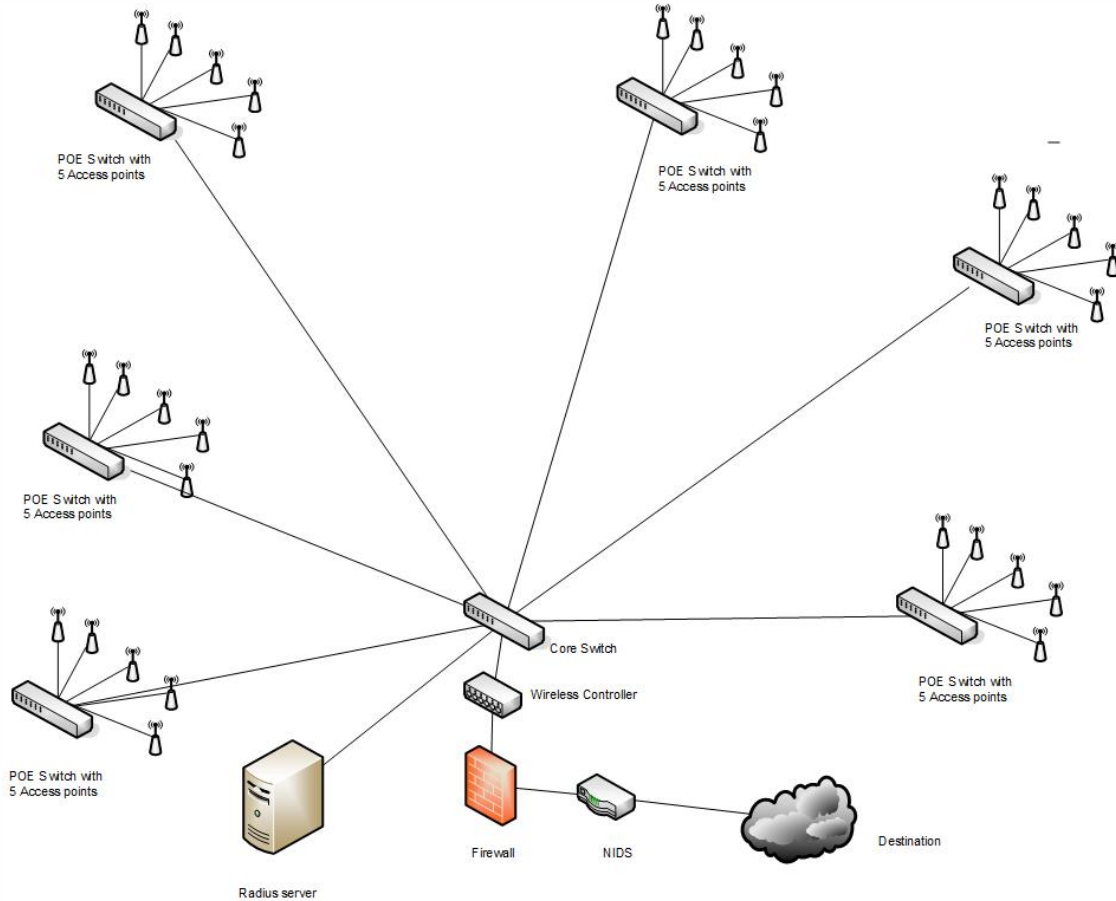 POE Switch with
5 Access points
POE Switch with
5 Access points
POE Switch with
5 Access points
POE Switch with
5 Access points
Core Switch
POE Switch with
5 Access points
Wireless Controller
POE Switch with
5 Access points
Firewall
NIDS
Destination
Radius server